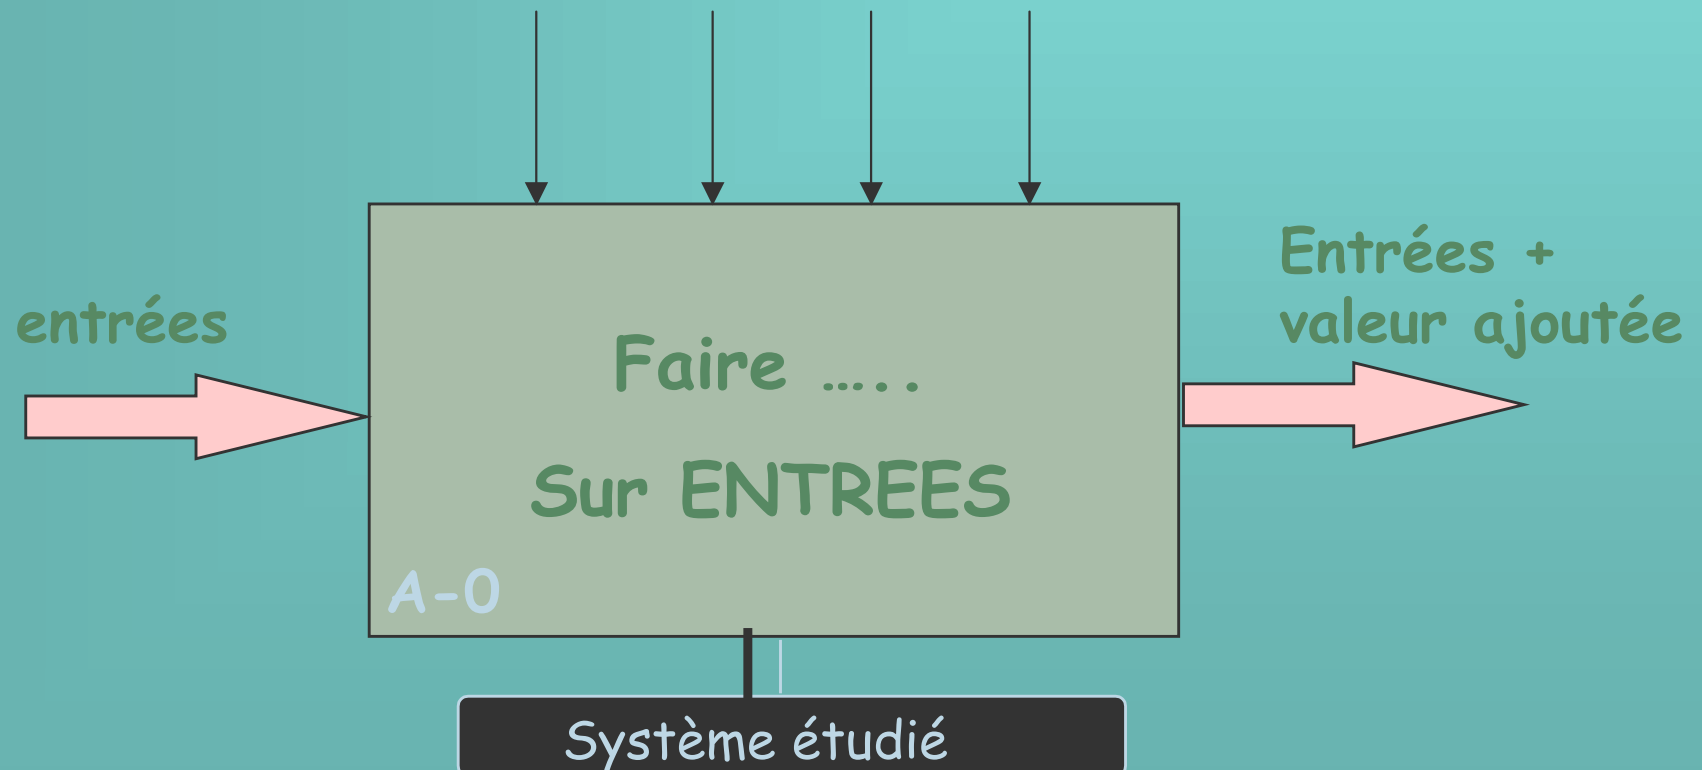 entrées
Entrées +
valeur ajoutée
Faire …..
Sur ENTREES
A-0
Système étudié